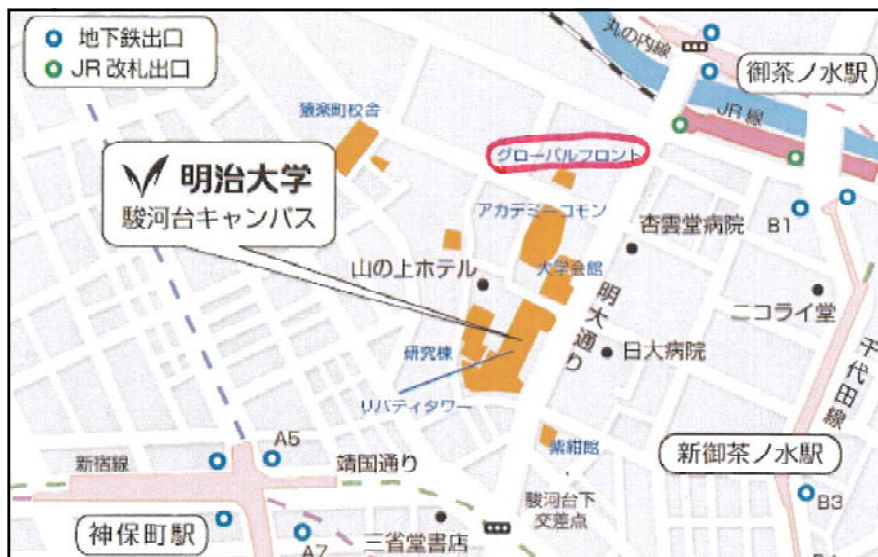 地下鉄出口
JR改札出口
丸の内線
御茶ノ水駅
JR線
猿楽町校舎
グローバルフロント
明治大学
駿河台キャンパス
アカデミーコモン
杏雲堂病院
B1
山の上ホテル
大学会館
ニコライ堂
明大通り
研究棟
日大病院
千代田線
リバティタワー
紫紺館
A5
新宿線
靖国通り
新御茶ノ水駅
駿河台下
交差点
B3
神保町駅
A7
三省堂書店